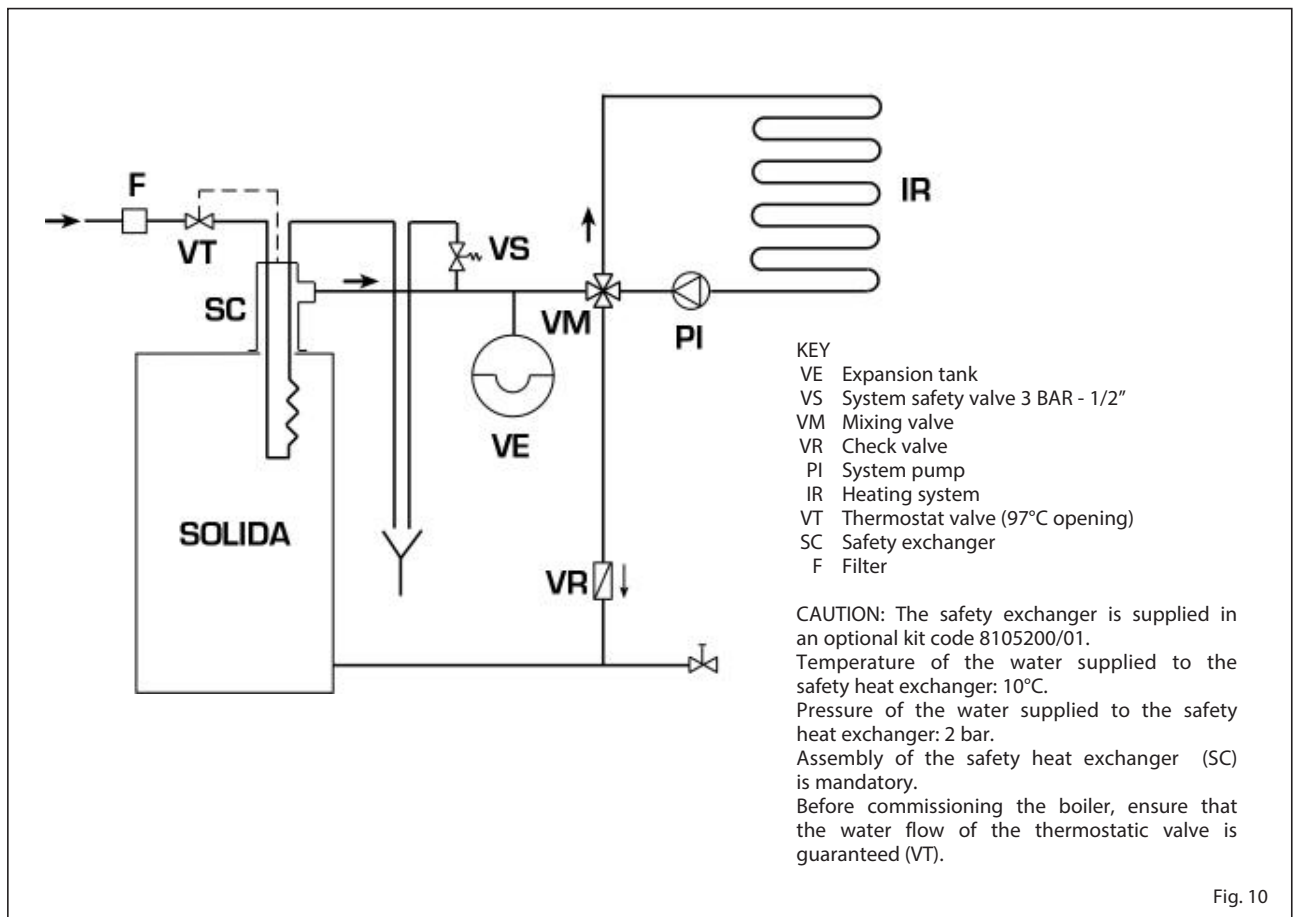 F
VT
VS
SC
IR
VM
PI
VE
SOLIDA
VR
KEY
VE Expansion tank
VS System safety valve 3 BAR - 1/2”
VM Mixing valve
VR Check valve
PI System pump
IR Heating system
VT Thermostat valve (97°C opening)
SC Safety exchanger
F Filter
CAUTION: The safety exchanger is supplied in
an optional kit code 8105200/01.
Temperature of the water supplied to the
safety heat exchanger: 10°C.
Pressure of the water supplied to the safety
heat exchanger: 2 bar.
Assembly of the safety heat exchanger (SC)
is mandatory.
Before commissioning the boiler, ensure that
the water flow of the thermostatic valve is
guaranteed (VT).
Fig. 10